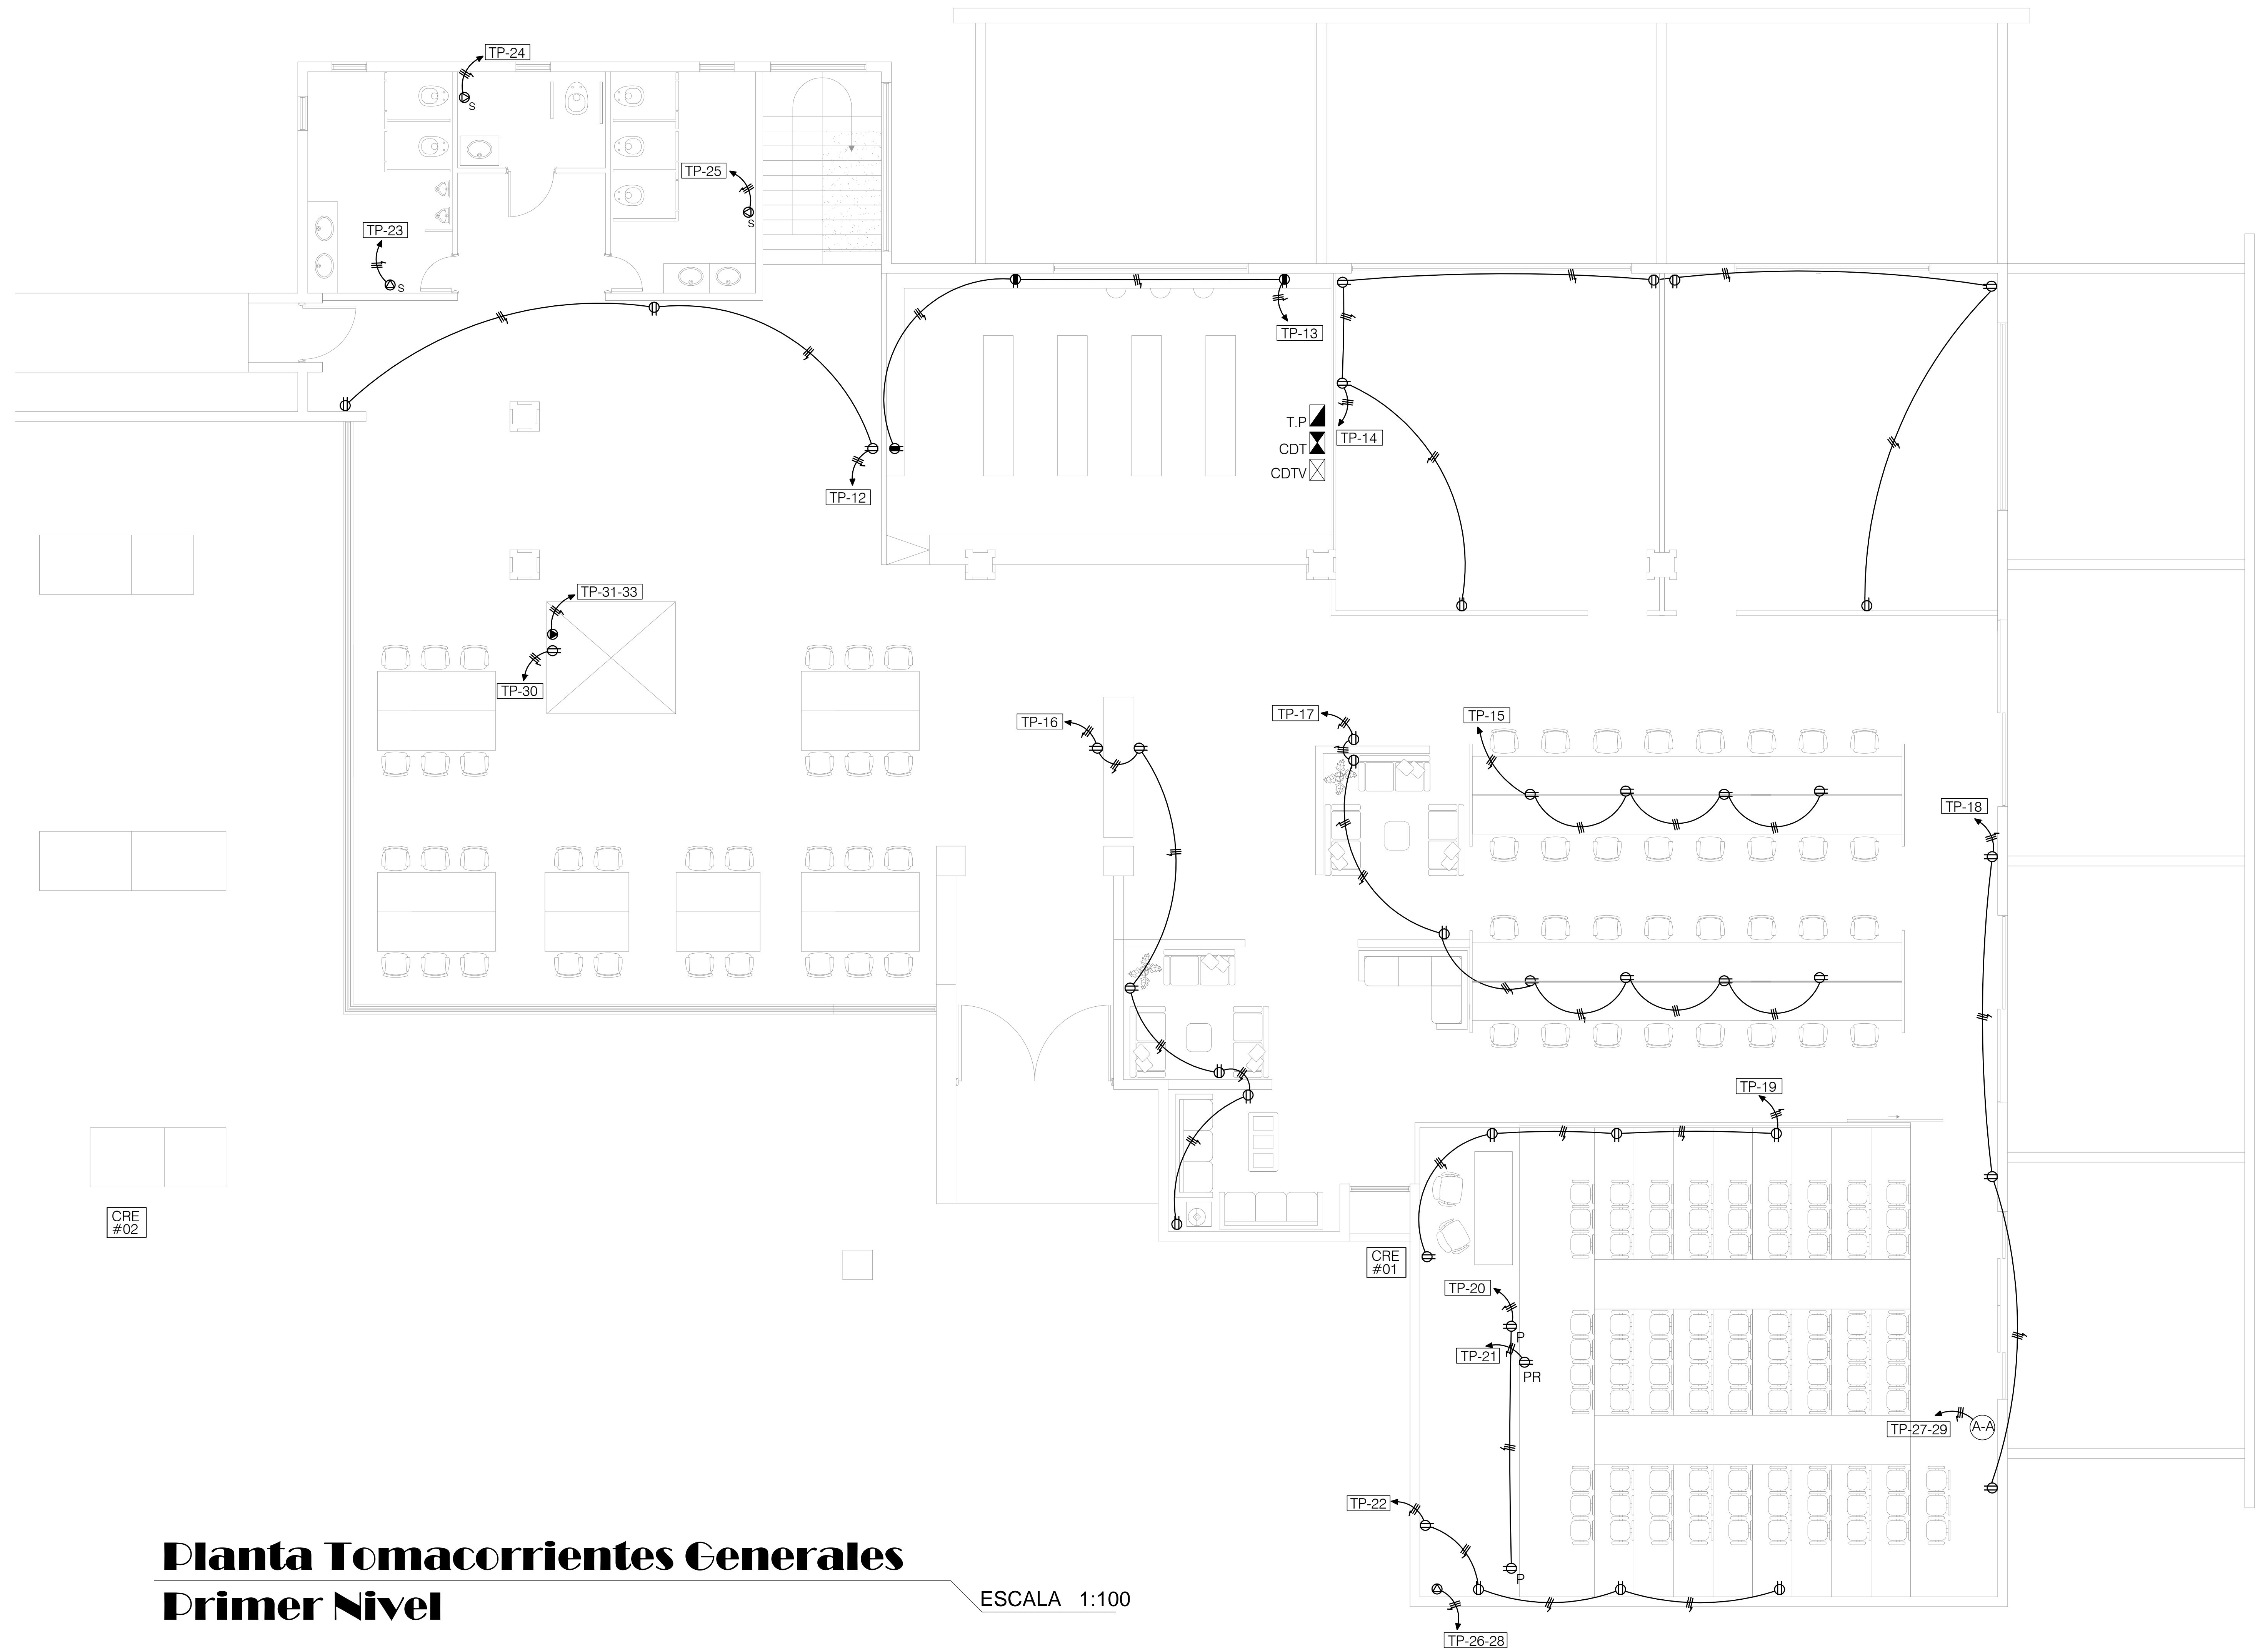 TP-24
S
TP-25
S
TP-23
S
TP-13
T.P
CDT
CDTV
TP-14
TP-12
TP-31-33
TP-30
TP-16
TP-17
TP-15
TP-18
TP-19
CRE
#02
CRE
#01
TP-20
P
TP-21
PR
TP-27-29
A-A
TP-22
P
TP-26-28
Planta Tomacorrientes Generales
Primer Nivel
ESCALA 1:100